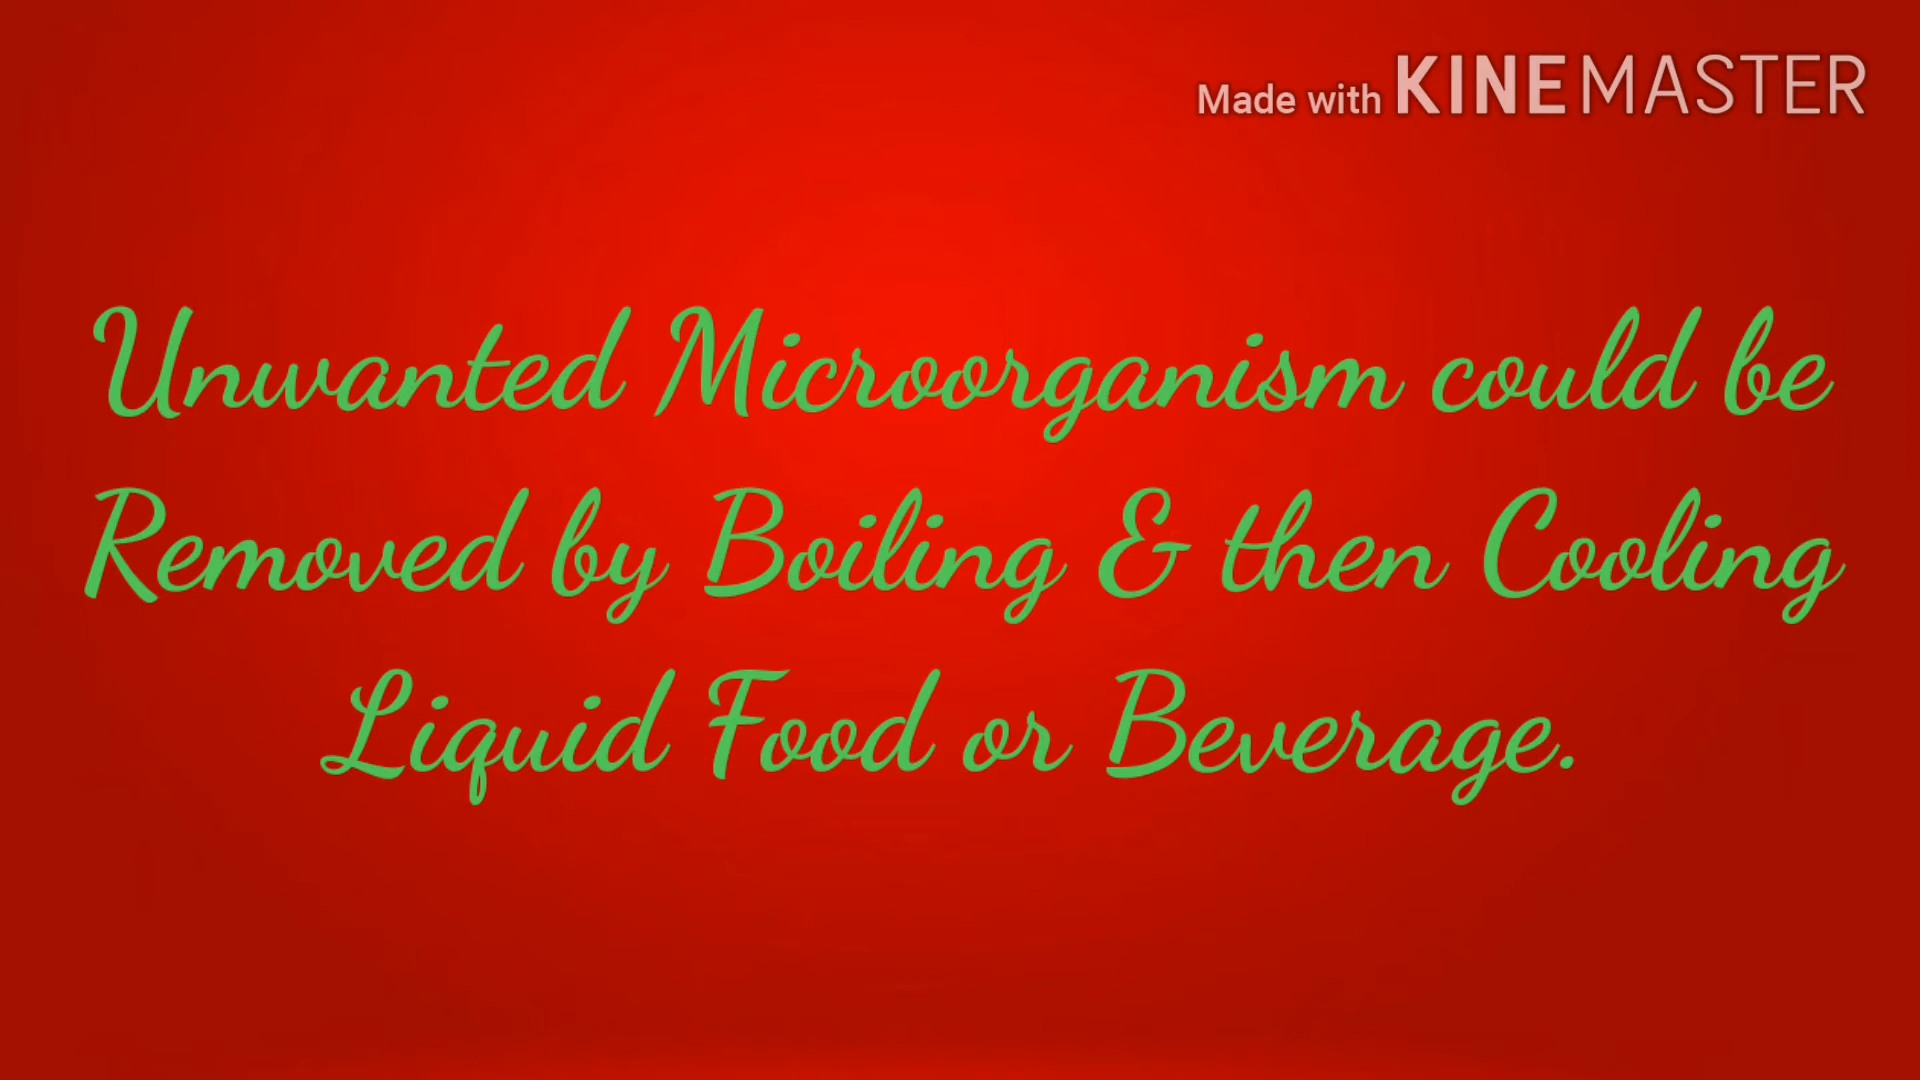 Made with KINEMASTER
Unwanted Microorganism could be
Removed by Boiling & then Cooling
Liquid Food or Beverage.